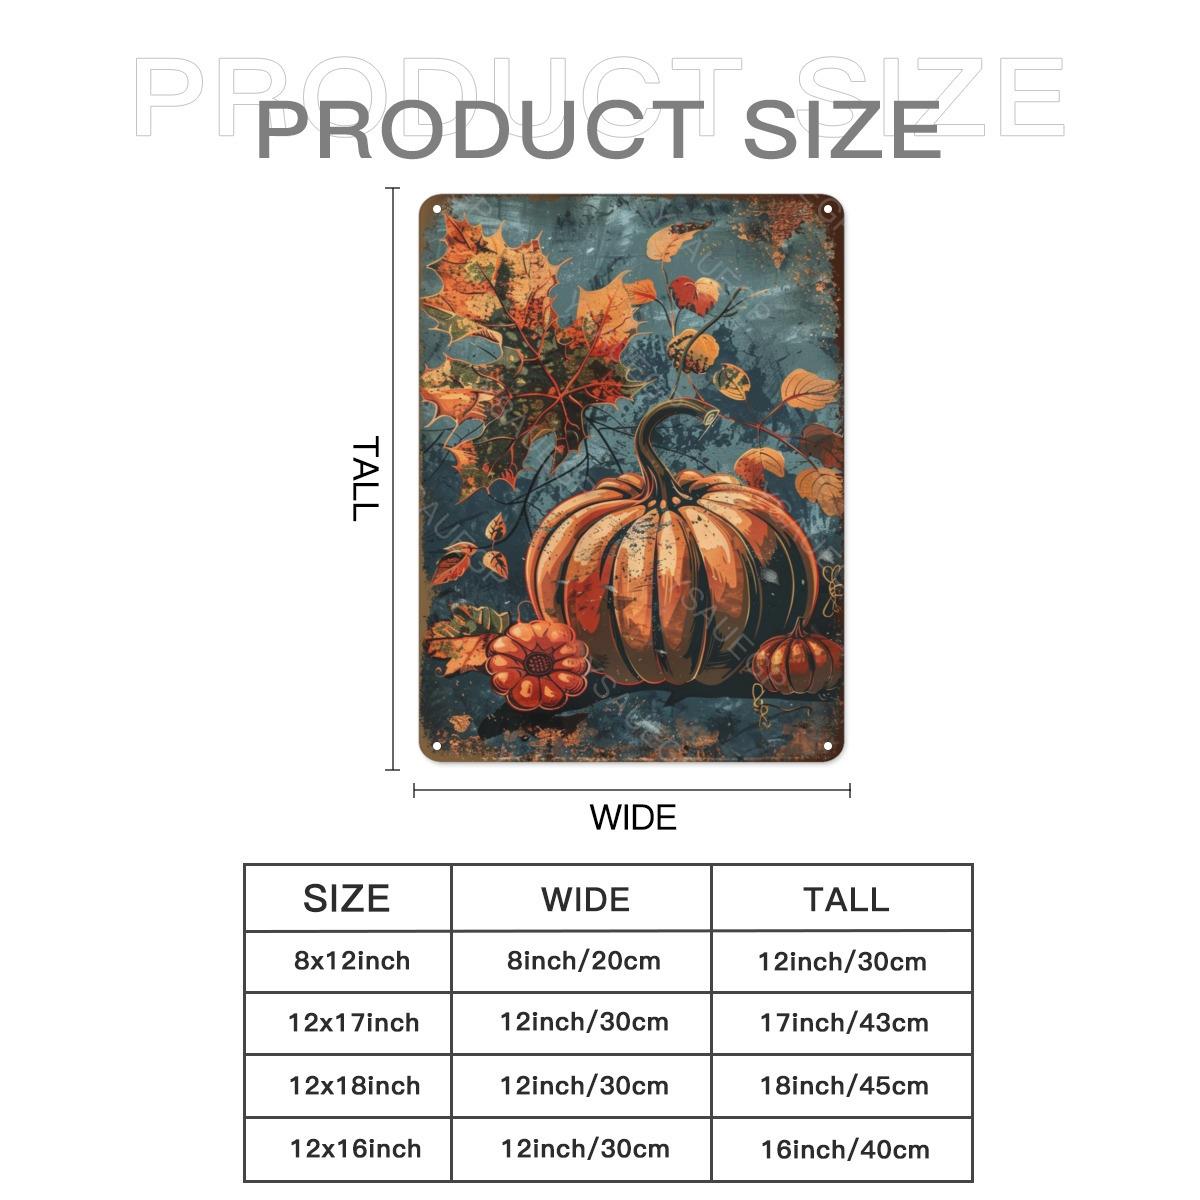 PRODUCT SIZE
PRODUCT SIZE
TALL
WIDE
SIZE WIDE TALL
8x12inch 8inch/20cm 12inch/30cm
12x17inch 12inch/30cm 17inch/43cm
12x18inch 12inch/30cm 18inch/45cm
12x16inch 12inch/30cm 16inch/40cm